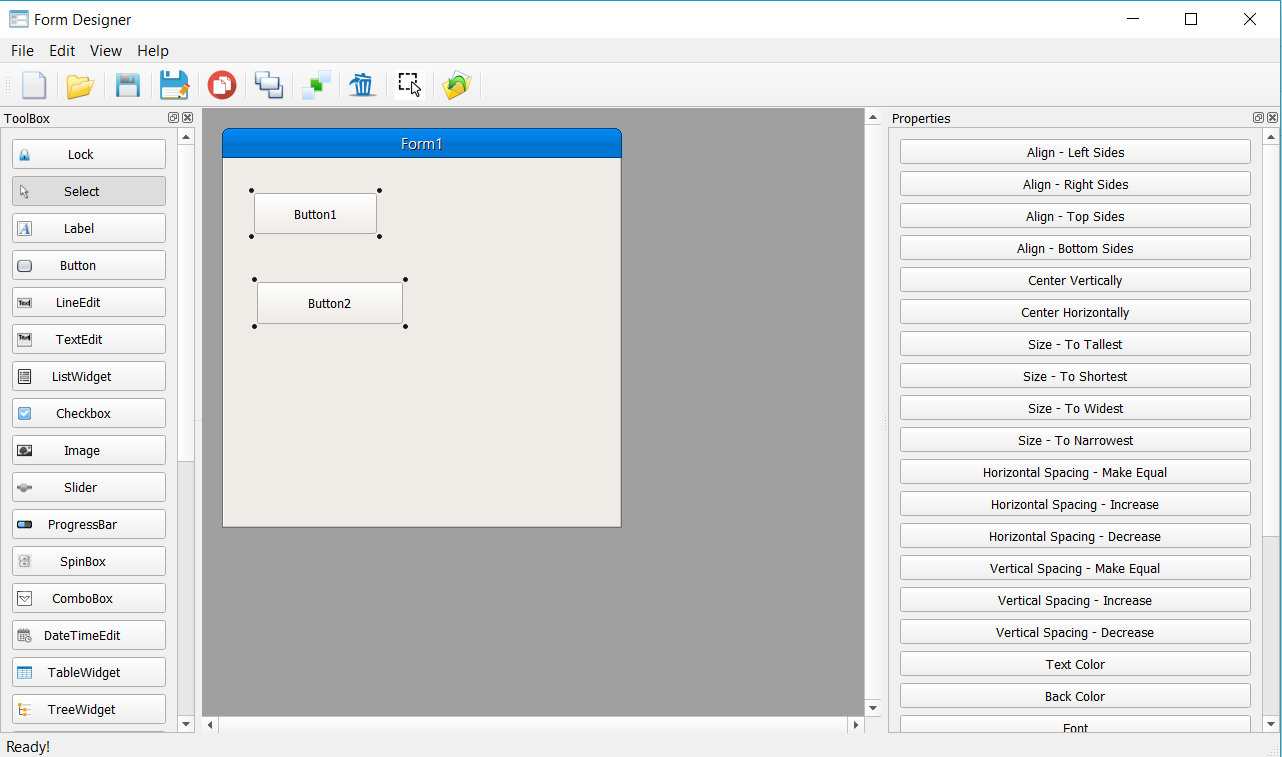 Form Designer
File Edit View Help
ToolBox
Lock
Select
Label
Button
LineEdit
TextEdit
ListWidget
Checkbox
Image
Slider
ProgressBar
SpinBox
ComboBox
DateTimeEdit
TableWidget
TreeWidget
Form1
Button1
Button2
Properties
Align - Left Sides
Align - Right Sides
Align - Top Sides
Align - Bottom Sides
Center Vertically
Center Horizontally
Size - To Tallest
Size - To Shortest
Size - To Widest
Size - To Narrowest
Horizontal Spacing - Make Equal
Horizontal Spacing - Increase
Horizontal Spacing - Decrease
Vertical Spacing - Make Equal
Vertical Spacing - Increase
Vertical Spacing - Decrease
Text Color
Back Color
Font
Ready!